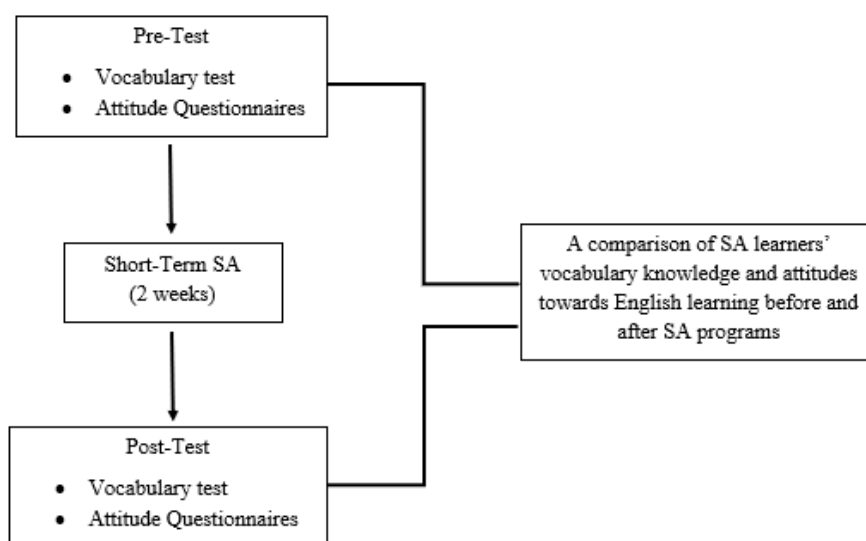 Pre-Test
• Vocabulary test
• Attitude Questionnaires
Short-Term SA
(2 weeks)
A comparison of SA learners’
vocabulary knowledge and attitudes
towards English learning before and
after SA programs
Post-Test
• Vocabulary test
• Attitude Questionnaires